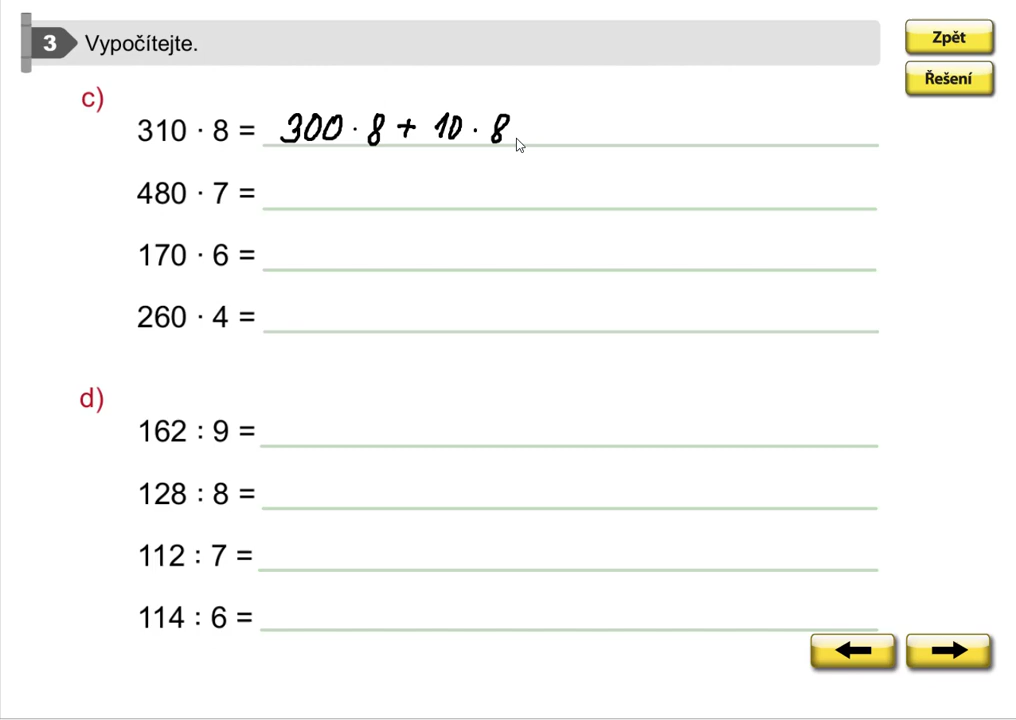 3 Vypočítejte.
Zpět
Řešení
c)
310 · 8 = 300 · 8 + 10 · 8
480 · 7 =
170 · 6 =
260 · 4 =
d)
162 : 9 =
128 : 8 =
112 : 7 =
114 : 6 =